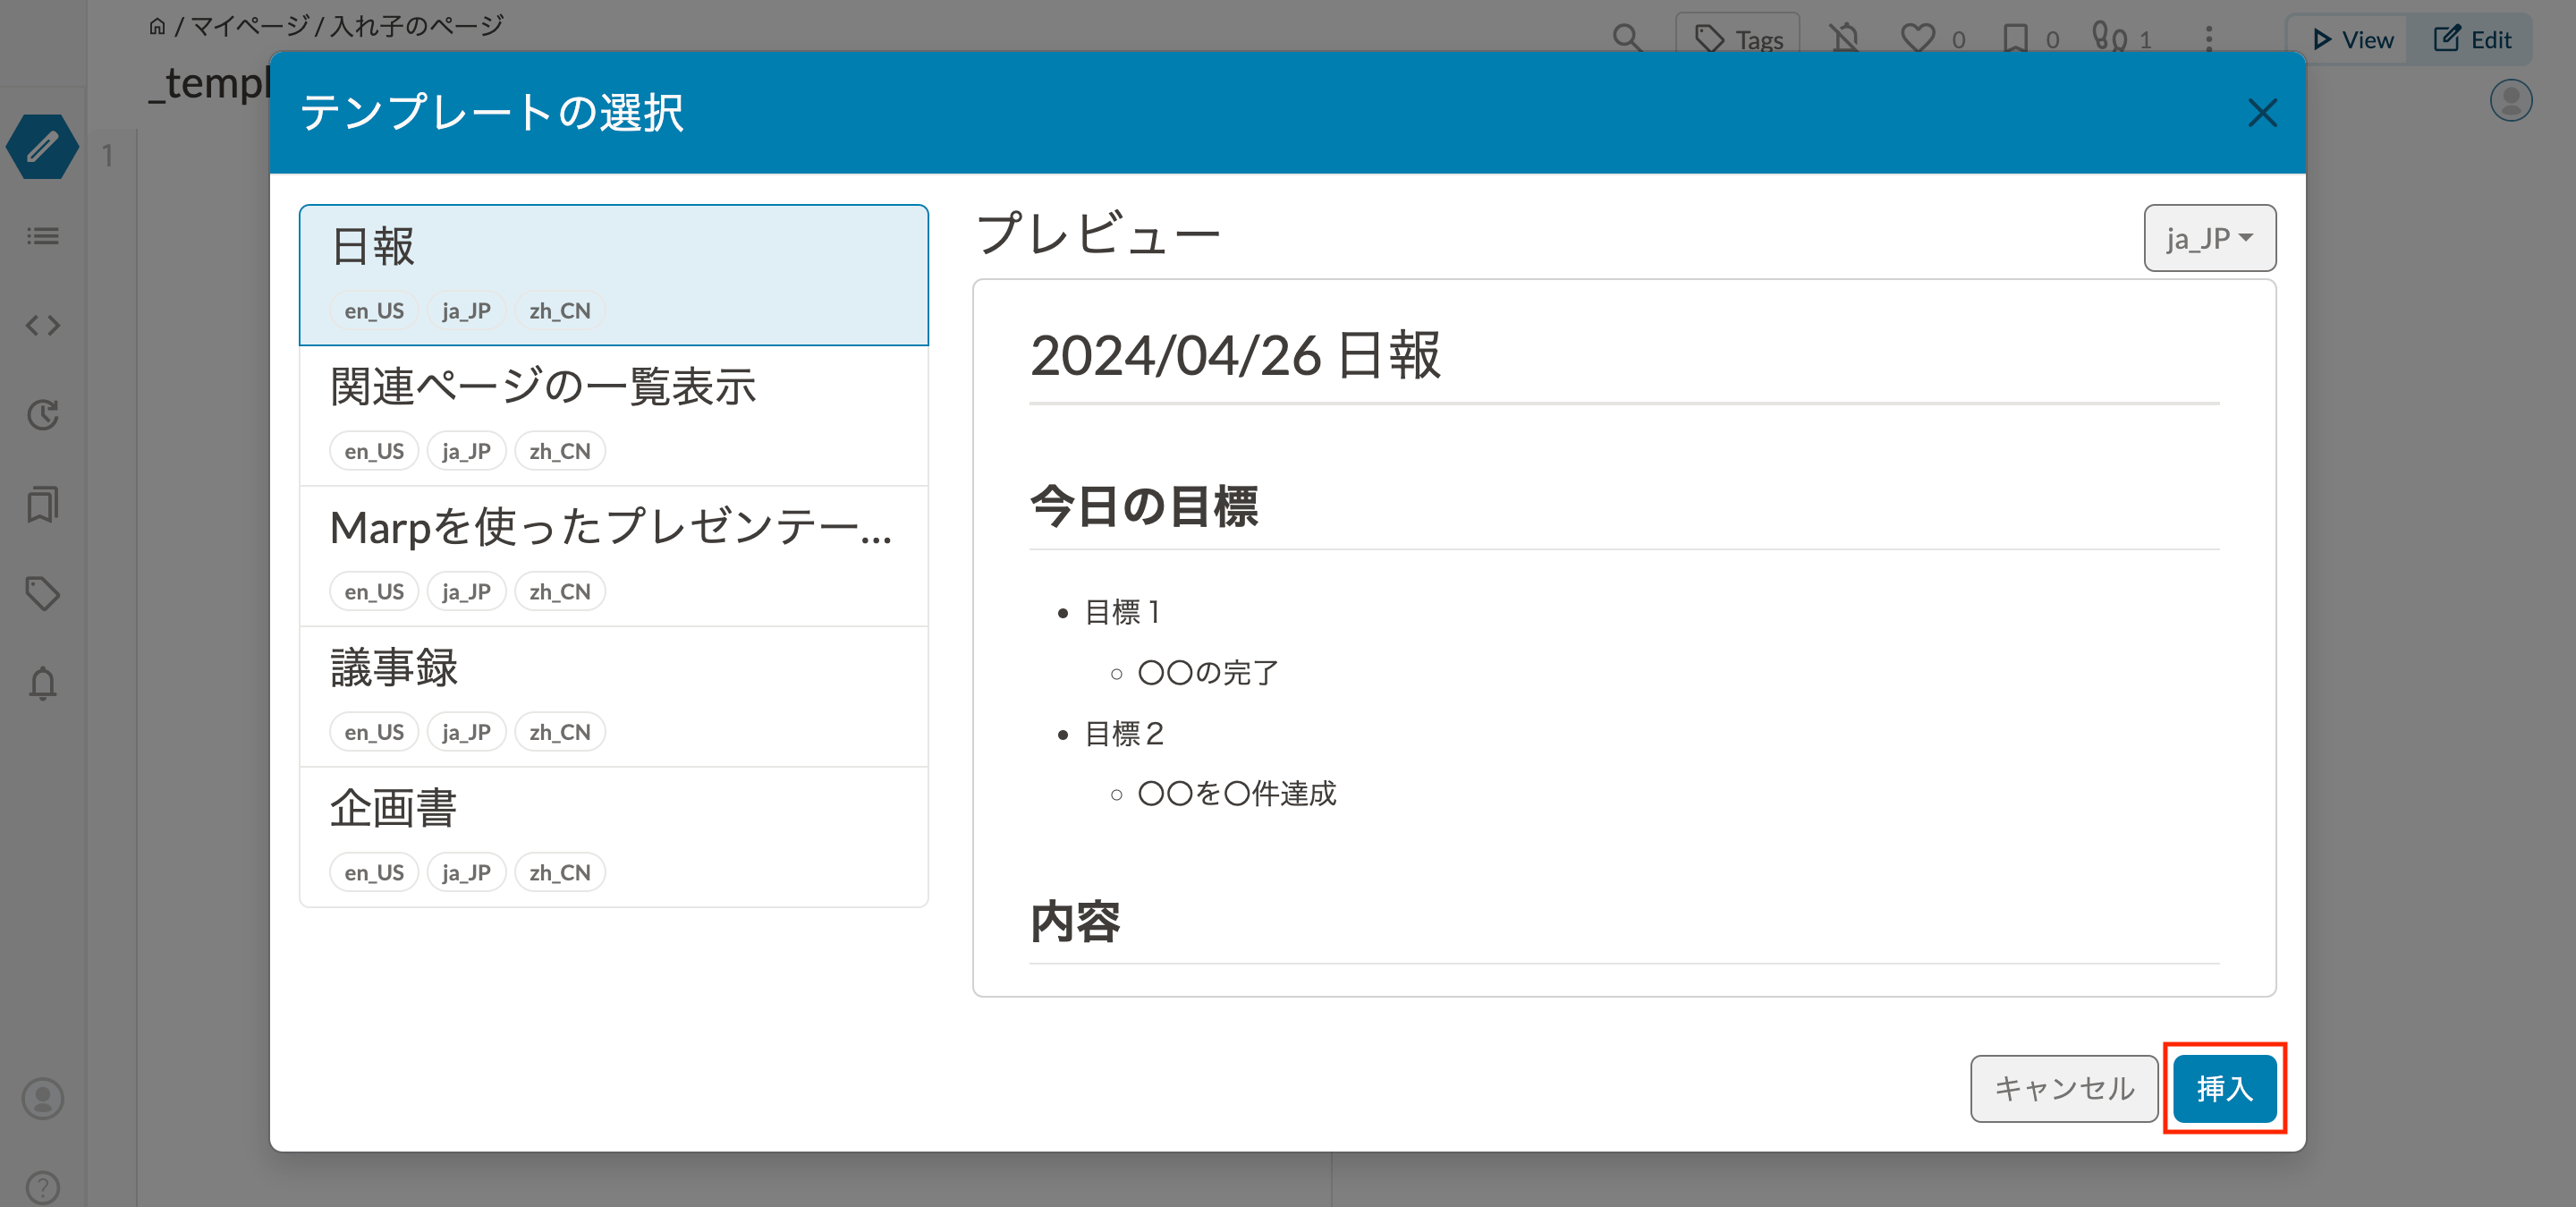 / マイページ / 入れ子のページ
_templ
Tags
0
0
1
View
Edit
1
テンプレートの選択
日報
en_US ja_JP zh_CN
関連ページの一覧表示
en_US ja_JP zh_CN
Marpを使ったプレゼンテー...
en_US ja_JP zh_CN
議事録
en_US ja_JP zh_CN
企画書
en_US ja_JP zh_CN
プレビュー
ja_JP
2024/04/26 日報
今日の目標
• 目標１
◦ 〇〇の完了
• 目標２
◦ 〇〇を〇件達成
内容
キャンセル
挿入